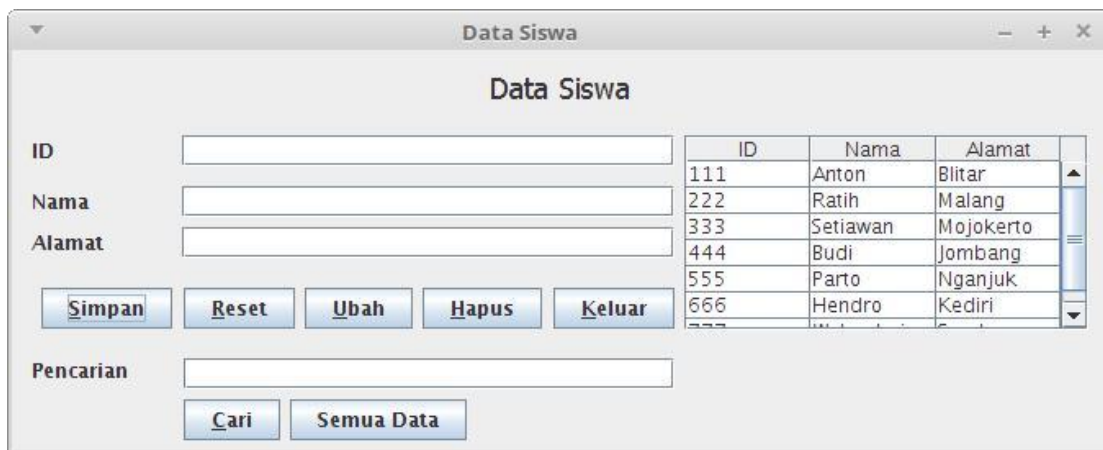 Data Siswa
Data Siswa
ID
Nama
Alamat
Simpan Reset Ubah Hapus Keluar
ID Nama Alamat
111 Anton Blitar
222 Ratih Malang
333 Setiawan Mojokerto
444 Budi Jombang
555 Parto Nganjuk
666 Hendro Kediri
Pencarian
Cari Semua Data